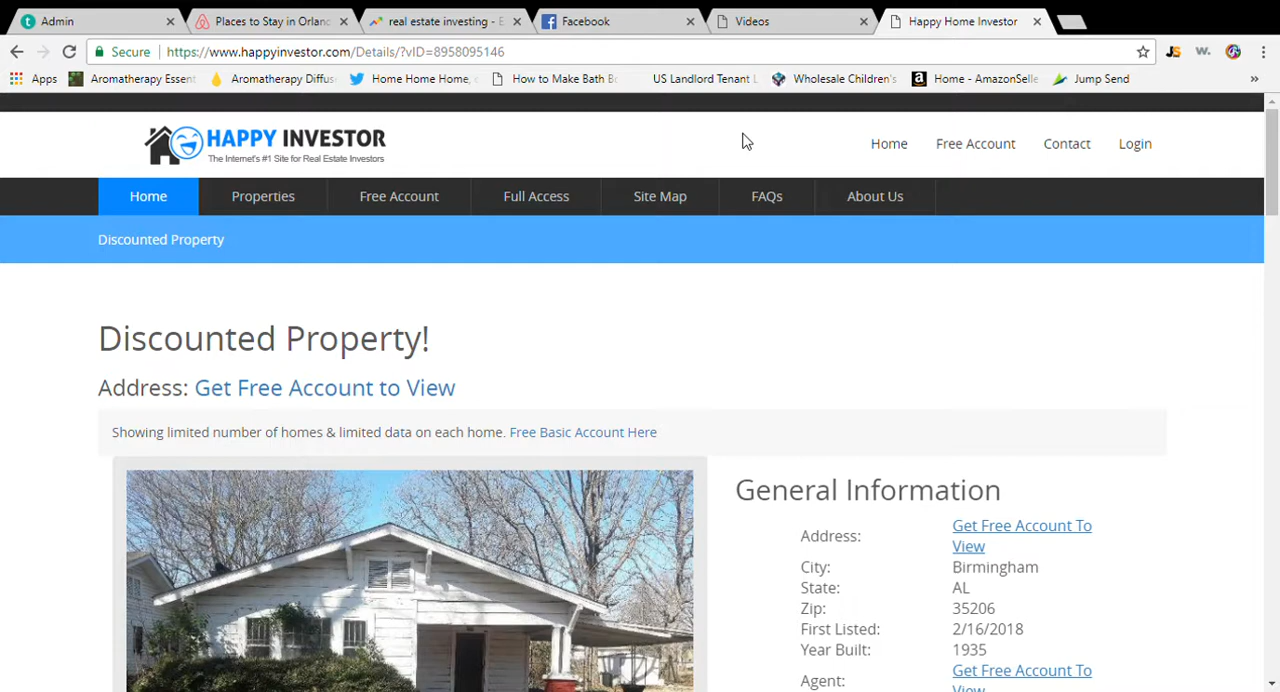 Admin
Places to Stay in Orlan
real estate investing - E
Facebook
Videos
Happy Home Investor
Secure
https://www.happyinvestor.com/Details/?vID=8958095146
JS
W.
Apps
Aromatherapy Essent
Aromatherapy Diffus
Home Home Home, 
How to Make Bath B
US Landlord Tenant L
Wholesale Children's
Home - AmazonSelle
Jump Send
HAPPY INVESTOR
The Internet's #1 Site for Real Estate Investors
Home
Free Account
Contact
Login
Home
Properties
Free Account
Full Access
Site Map
FAQs
About Us
Discounted Property
Discounted Property!
Address: Get Free Account to View
Showing limited number of homes & limited data on each home. Free Basic Account Here
General Information
Address: Get Free Account To
View
City: Birmingham
State: AL
Zip: 35206
First Listed: 2/16/2018
Year Built: 1935
Agent: Get Free Account To
View